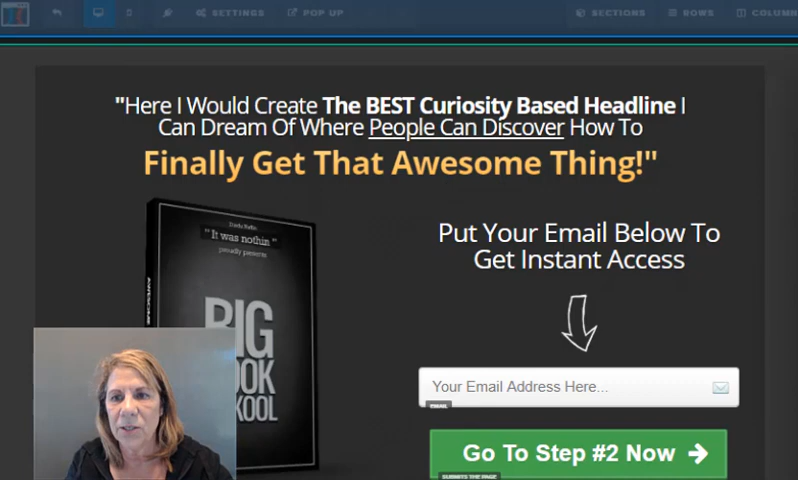 SETTINGS
POP UP
SECTIONS
ROWS
COLUMN
"Here I Would Create The BEST Curiosity Based Headline I
Can Dream Of Where People Can Discover How To
Finally Get That Awesome Thing!"
" It was nothin "
proudly presents
BIG
OOK
KOOL
Put Your Email Below To
Get Instant Access
Your Email Address Here...
EMAIL
Go To Step #2 Now
SUBMITS THE PAGE